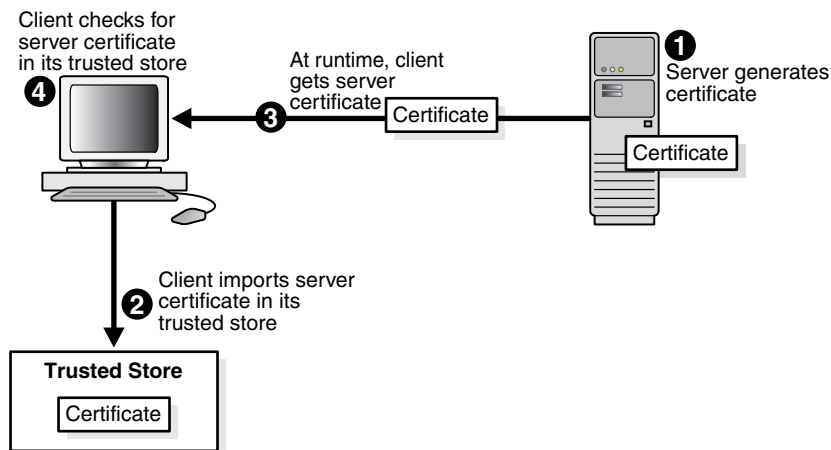 Client checks for
server certificate
in its trusted store
4
At runtime, client
gets server
certificate
3
Certificate
1
Server generates
certificate
Certificate
2
Client imports server
certificate in its
trusted store
Trusted Store
Certificate